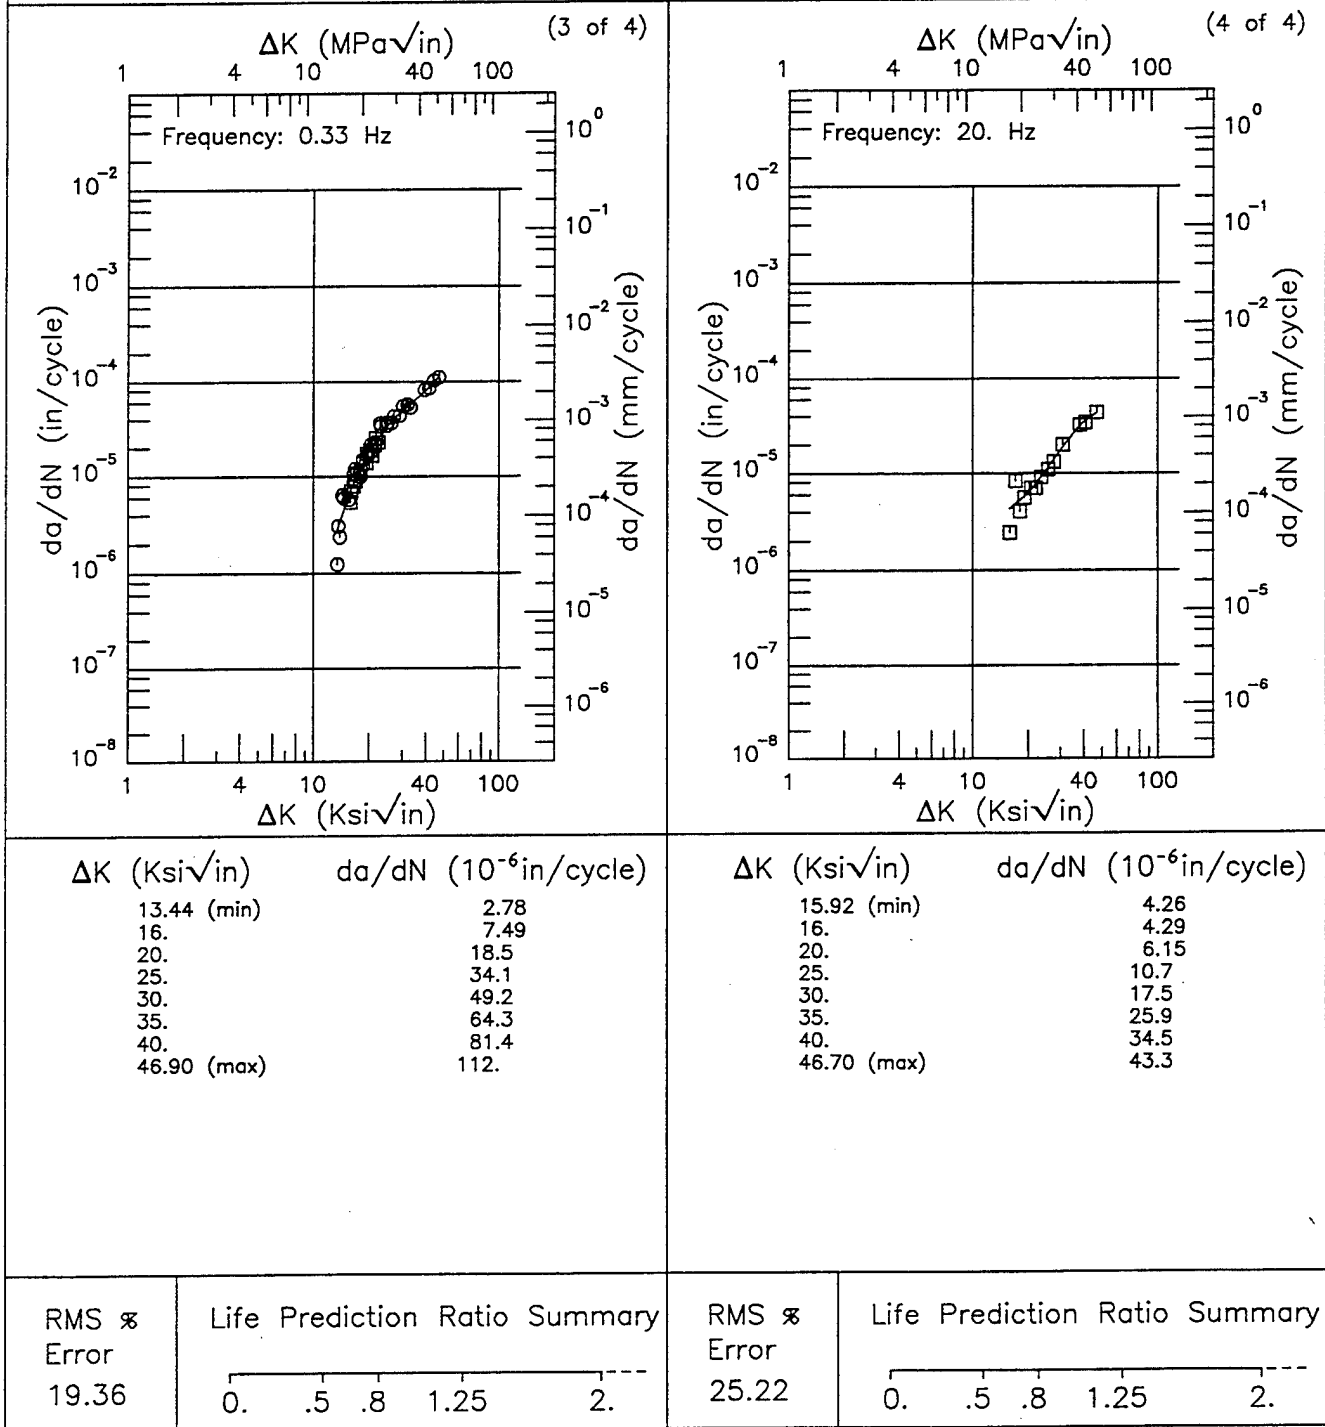 (3 of 4)
ΔK (MPa√in)
1 4 10 40 100
Frequency: 0.33 Hz
10⁰
10⁻¹
10⁻²
10⁻³
10⁻⁴
10⁻⁵
10⁻⁶
da/dN (mm/cycle)
10⁻²
10⁻³
10⁻⁴
10⁻⁵
10⁻⁶
10⁻⁷
10⁻⁸
da/dN (in/cycle)
1 4 10 40 100
ΔK (Ksi√in)
ΔK (Ksi√in) da/dN (10⁻⁶in/cycle)
13.44 (min) 2.78
16. 7.49
20. 18.5
25. 34.1
30. 49.2
35. 64.3
40. 81.4
46.90 (max) 112.
RMS %
Error
19.36
Life Prediction Ratio Summary
0. .5 .8 1.25 2.
(4 of 4)
ΔK (MPa√in)
1 4 10 40 100
Frequency: 20. Hz
10⁰
10⁻¹
10⁻²
10⁻³
10⁻⁴
10⁻⁵
10⁻⁶
da/dN (mm/cycle)
10⁻²
10⁻³
10⁻⁴
10⁻⁵
10⁻⁶
10⁻⁷
10⁻⁸
da/dN (in/cycle)
1 4 10 40 100
ΔK (Ksi√in)
ΔK (Ksi√in) da/dN (10⁻⁶in/cycle)
15.92 (min) 4.26
16. 4.29
20. 6.15
25. 10.7
30. 17.5
35. 25.9
40. 34.5
46.70 (max) 43.3
RMS %
Error
25.22
Life Prediction Ratio Summary
0. .5 .8 1.25 2.